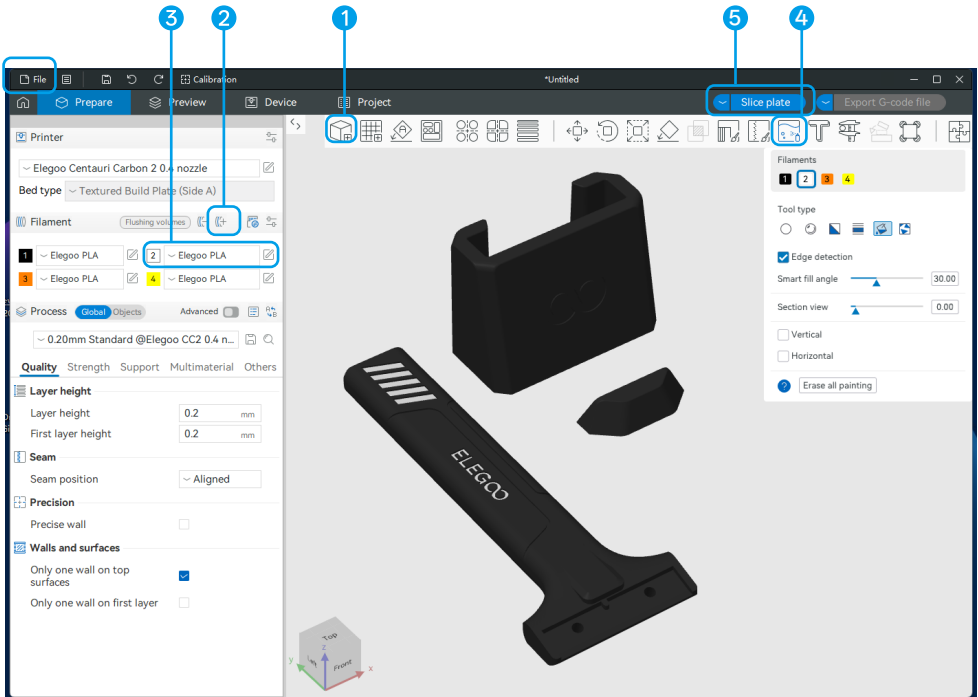 3
2
1
5
4
File
Calibration
*Untitled
Prepare
Preview
Device
Project
Slice plate
Export G-code file
Printer
Elegoo Centauri Carbon 2 0.4 nozzle
Bed type
Textured Build Plate (Side A)
Filament
Flushing volumes
1
Elegoo PLA
2
Elegoo PLA
3
Elegoo PLA
4
Elegoo PLA
Process
Global
Objects
Advanced
0.20mm Standard @Elegoo CC2 0.4 n...
Quality
Strength
Support
Multimaterial
Others
Layer height
Layer height
0.2
mm
First layer height
0.2
mm
Seam
Seam position
Aligned
Precision
Precise wall
Walls and surfaces
Only one wall on top
surfaces
Only one wall on first layer
Filaments
1
2
3
4
Tool type
Edge detection
Smart fill angle
30.00
Section view
0.00
Vertical
Horizontal
?
Erase all painting
ELEGOO
Top
Left
Front
z
y
x